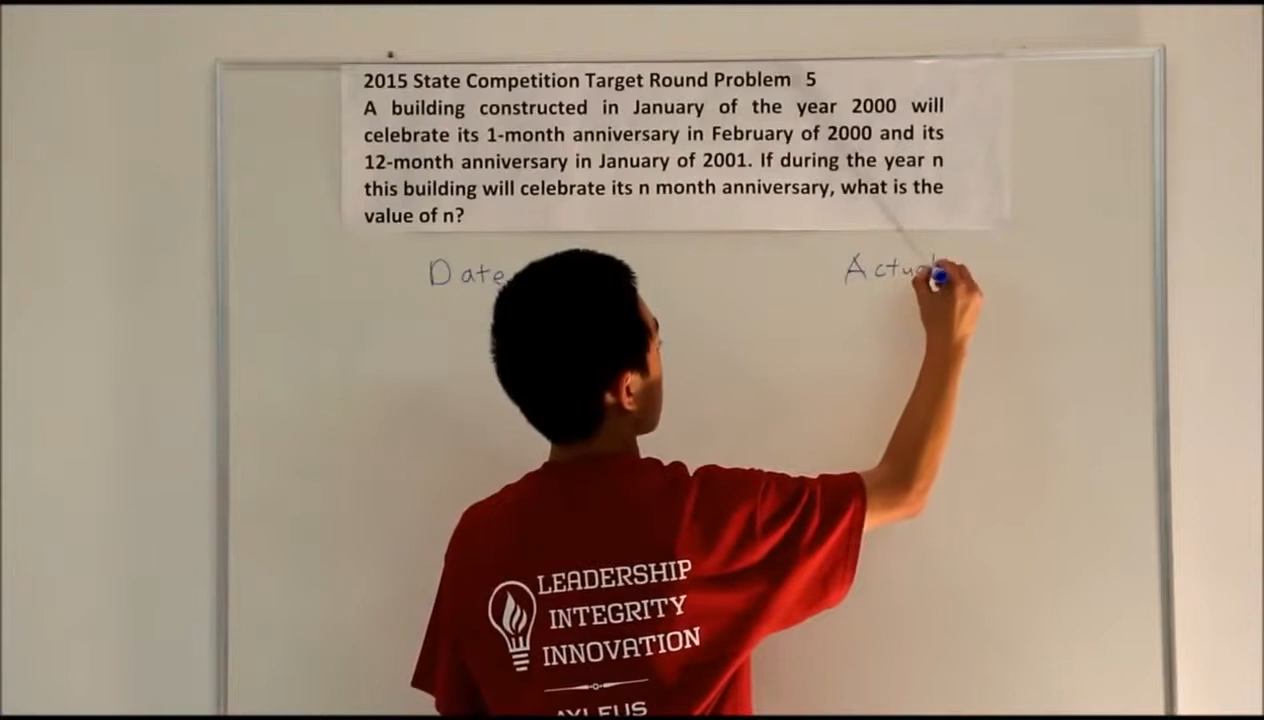 2015 State Competition Target Round Problem 5
A building constructed in January of the year 2000 will
celebrate its 1-month anniversary in February of 2000 and its
12-month anniversary in January of 2001. If during the year n
this building will celebrate its n month anniversary, what is the
value of n?
Date
LEADERSHIP
INTEGRITY
INNOVATION